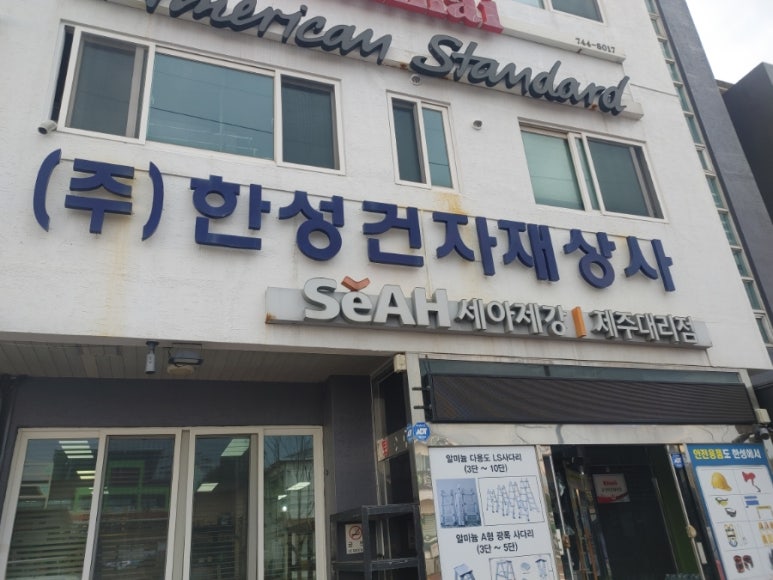 American Standard
744-8017
(주)한성건자재상사
SeAH 세아제강 제주대리점
ADT
알미늄 다용도 LS사다리
(3단 ~ 10단)
알미늄 A형 광폭 사다리
(3단 ~ 5단)
안전용품도 한성에서